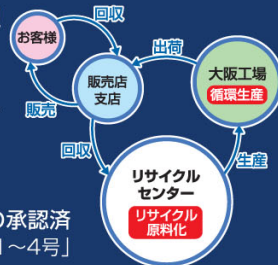 回収
お客様
出荷
販売店
支店
大阪工場
循環生産
販売
回収
生産
リサイクル
センター
リサイクル
原料化
承認済
1～4号」